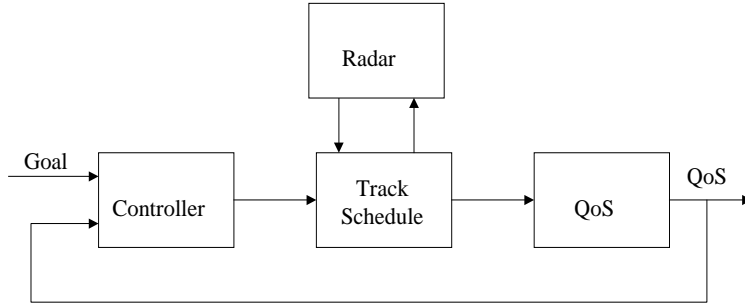 Radar
Goal
Controller
Track
Schedule
QoS
QoS